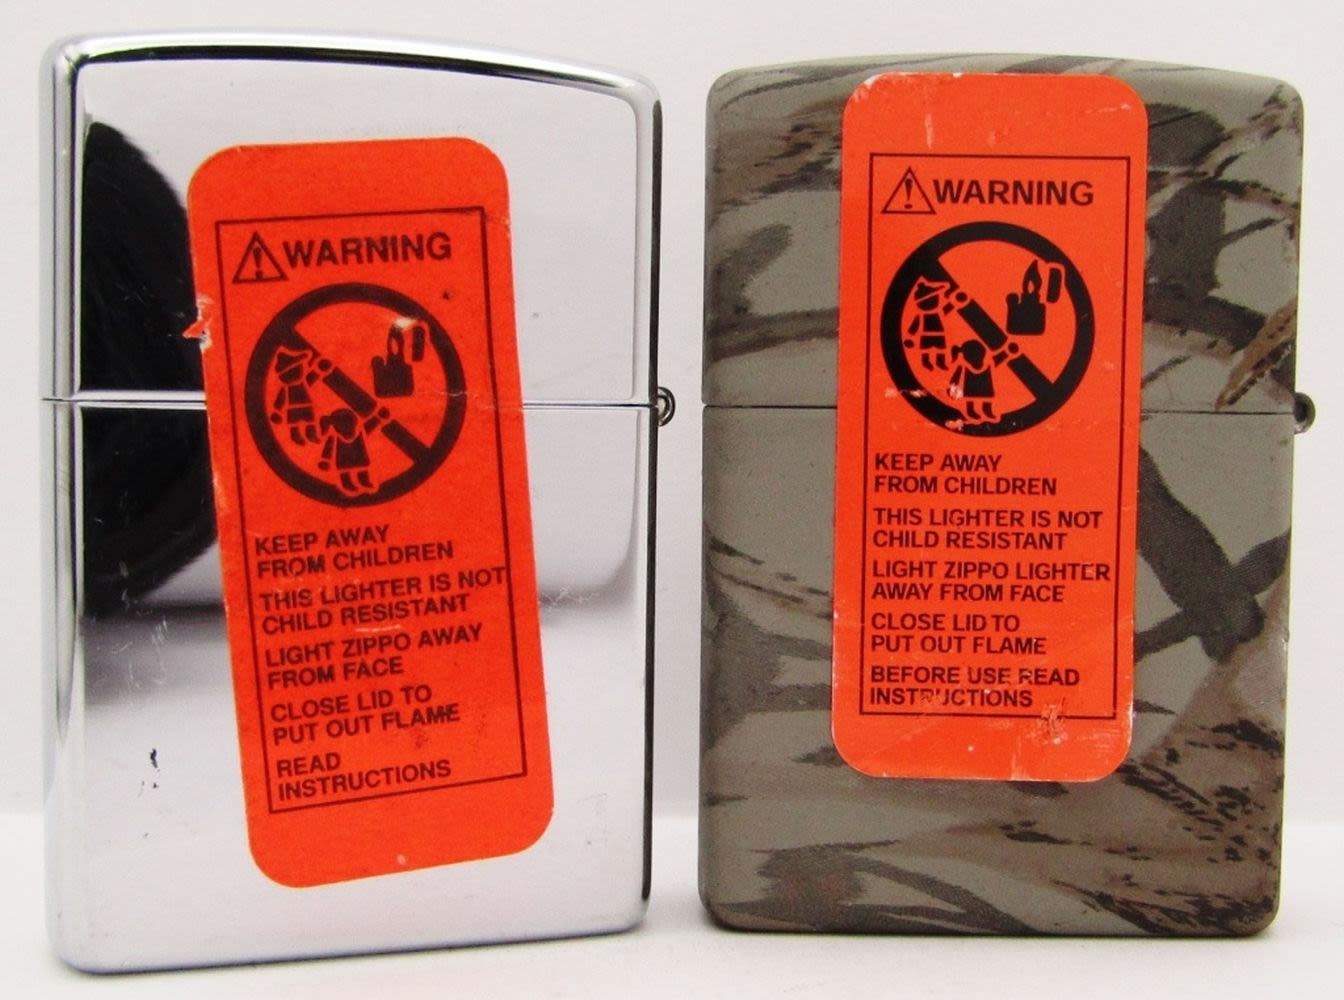 WARNING
KEEP AWAY
FROM CHILDREN
THIS LIGHTER IS NOT
CHILD RESISTANT
LIGHT ZIPPO AWAY
FROM FACE
CLOSE LID TO
PUT OUT FLAME
READ
INSTRUCTIONS
WARNING
KEEP AWAY
FROM CHILDREN
THIS LIGHTER IS NOT
CHILD RESISTANT
LIGHT ZIPPO LIGHTER
AWAY FROM FACE
CLOSE LID TO
PUT OUT FLAME
BEFORE USE READ
INSTRUCTIONS